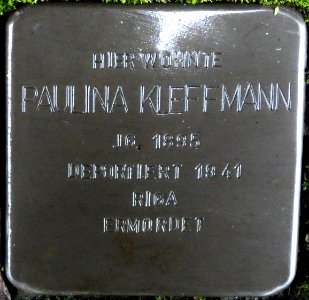 HIER WOHNTE
PAULINA KLEFFMANN
JG. 1895
DEPORTIERT 1941
RIGA
ERMORDET